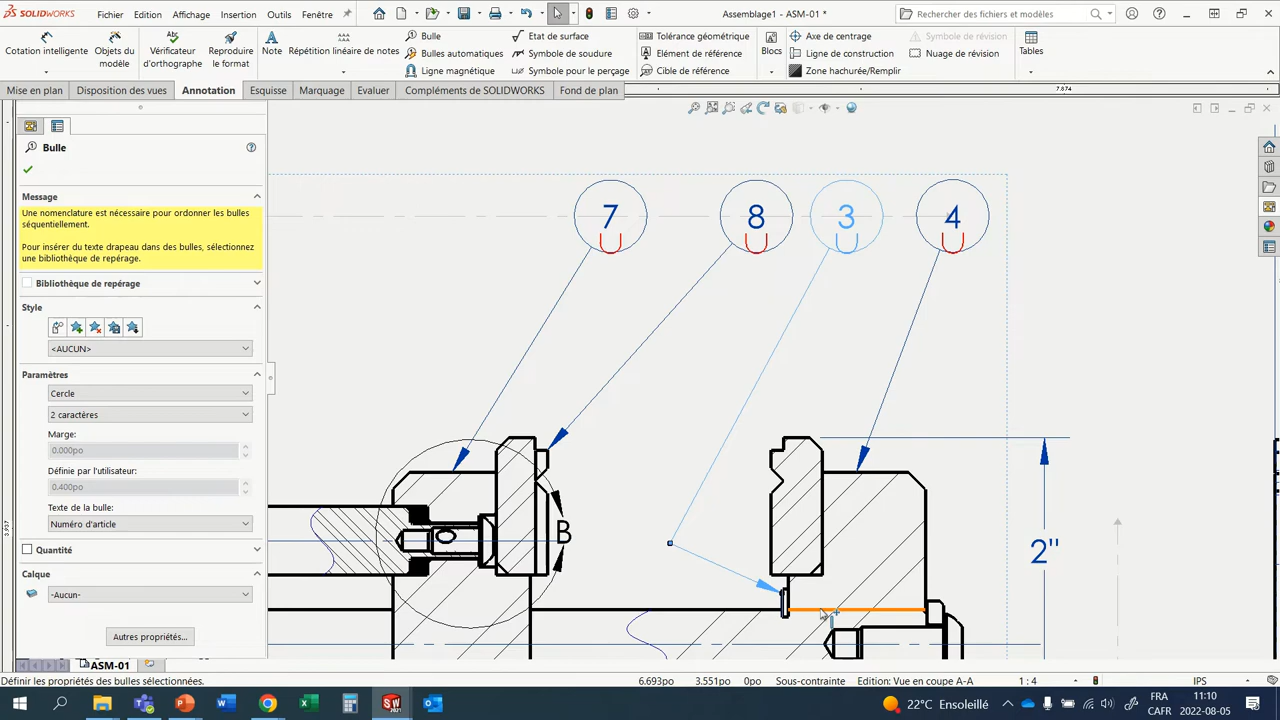 SOLIDWORKS
Fichier
Edition
Affichage
Insertion
Outils
Fenêtre
Assemblage1 - ASM-01 *
Rechercher des fichiers et modèles
Cotation intelligente
Objets du modèle
Vérificateur d'orthographe
Reproduire le format
Note
Répétition linéaire de notes
Bulle
Bulles automatiques
Ligne magnétique
Etat de surface
Symbole de soudure
Symbole pour le perçage
Tolérance géométrique
Elément de référence
Cible de référence
Blocs
Axe de centrage
Ligne de construction
Zone hachurée/Remplir
Symbole de révision
Nuage de révision
Tables
Mise en plan
Disposition des vues
Annotation
Esquisse
Marquage
Evaluer
Compléments de SOLIDWORKS
Fond de plan
7.874
Bulle
Message
Une nomenclature est nécessaire pour ordonner les bulles
séquentiellement.
Pour insérer du texte drapeau dans des bulles, sélectionnez
une bibliothèque de repérage.
Bibliothèque de repérage
Style
<AUCUN>
Paramètres
Cercle
2 caractères
Marge:
0.000po
Définie par l'utilisateur:
0.400po
Texte de la bulle:
Numéro d'article
Quantité
Calque
-Aucun-
Autres propriétés...
7
8
3
4
B
2"
3.937
ASM-01
Définir les propriétés des bulles sélectionnées.
6.693po
3.551po
0po
Sous-contrainte
Edition: Vue en coupe A-A
1 : 4
IPS
22°C Ensoleillé
FRA
CAFR
11:10
2022-08-05